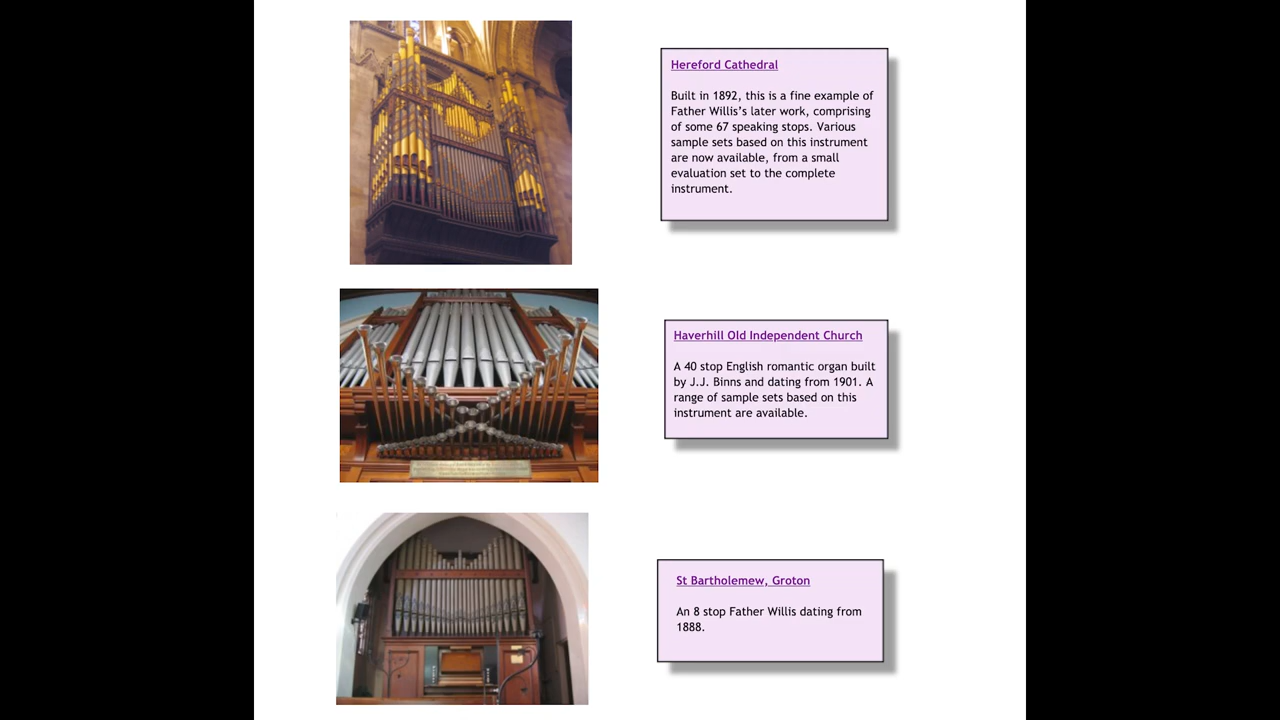 Hereford Cathedral
Built in 1892, this is a fine example of
Father Willis’s later work, comprising
of some 67 speaking stops. Various
sample sets based on this instrument
are now available, from a small
evaluation set to the complete
instrument.
Haverhill Old Independent Church
A 40 stop English romantic organ built
by J.J. Binns and dating from 1901. A
range of sample sets based on this
instrument are available.
St Bartholemew, Groton
An 8 stop Father Willis dating from
1888.